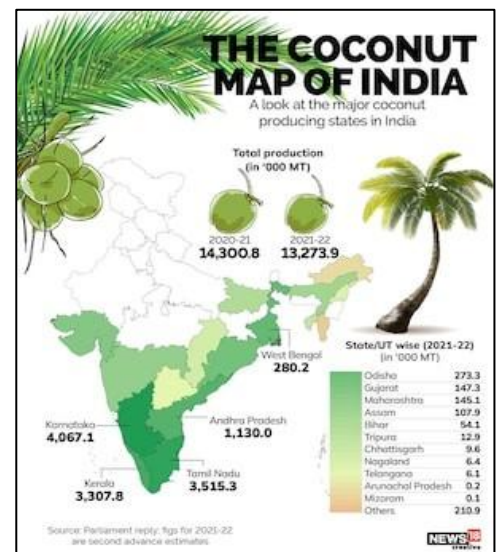 THE COCONUT
MAP OF INDIA
A look at the major coconut
producing states in India
Total production
(in '000 MT)
2020-21
14,300.8
2021-22
13,273.9
West Bengal
280.2
Andhra Pradesh
1,130.0
Karnataka
4,067.1
Kerala
3,307.8
Tamil Nadu
3,515.3
State/UT wise (2021-22)
(in '000 MT)
Odisha 273.3
Gujarat 147.3
Maharashtra 145.1
Assam 107.9
Bihar 54.1
Tripura 12.9
Chhattisgarh 9.6
Nagaland 6.4
Telangana 6.1
Arunachal Pradesh 0.2
Mizoram 0.1
Others 210.9
Source: Parliament reply; figs for 2021-22
are second advance estimates
NEWS18
creative